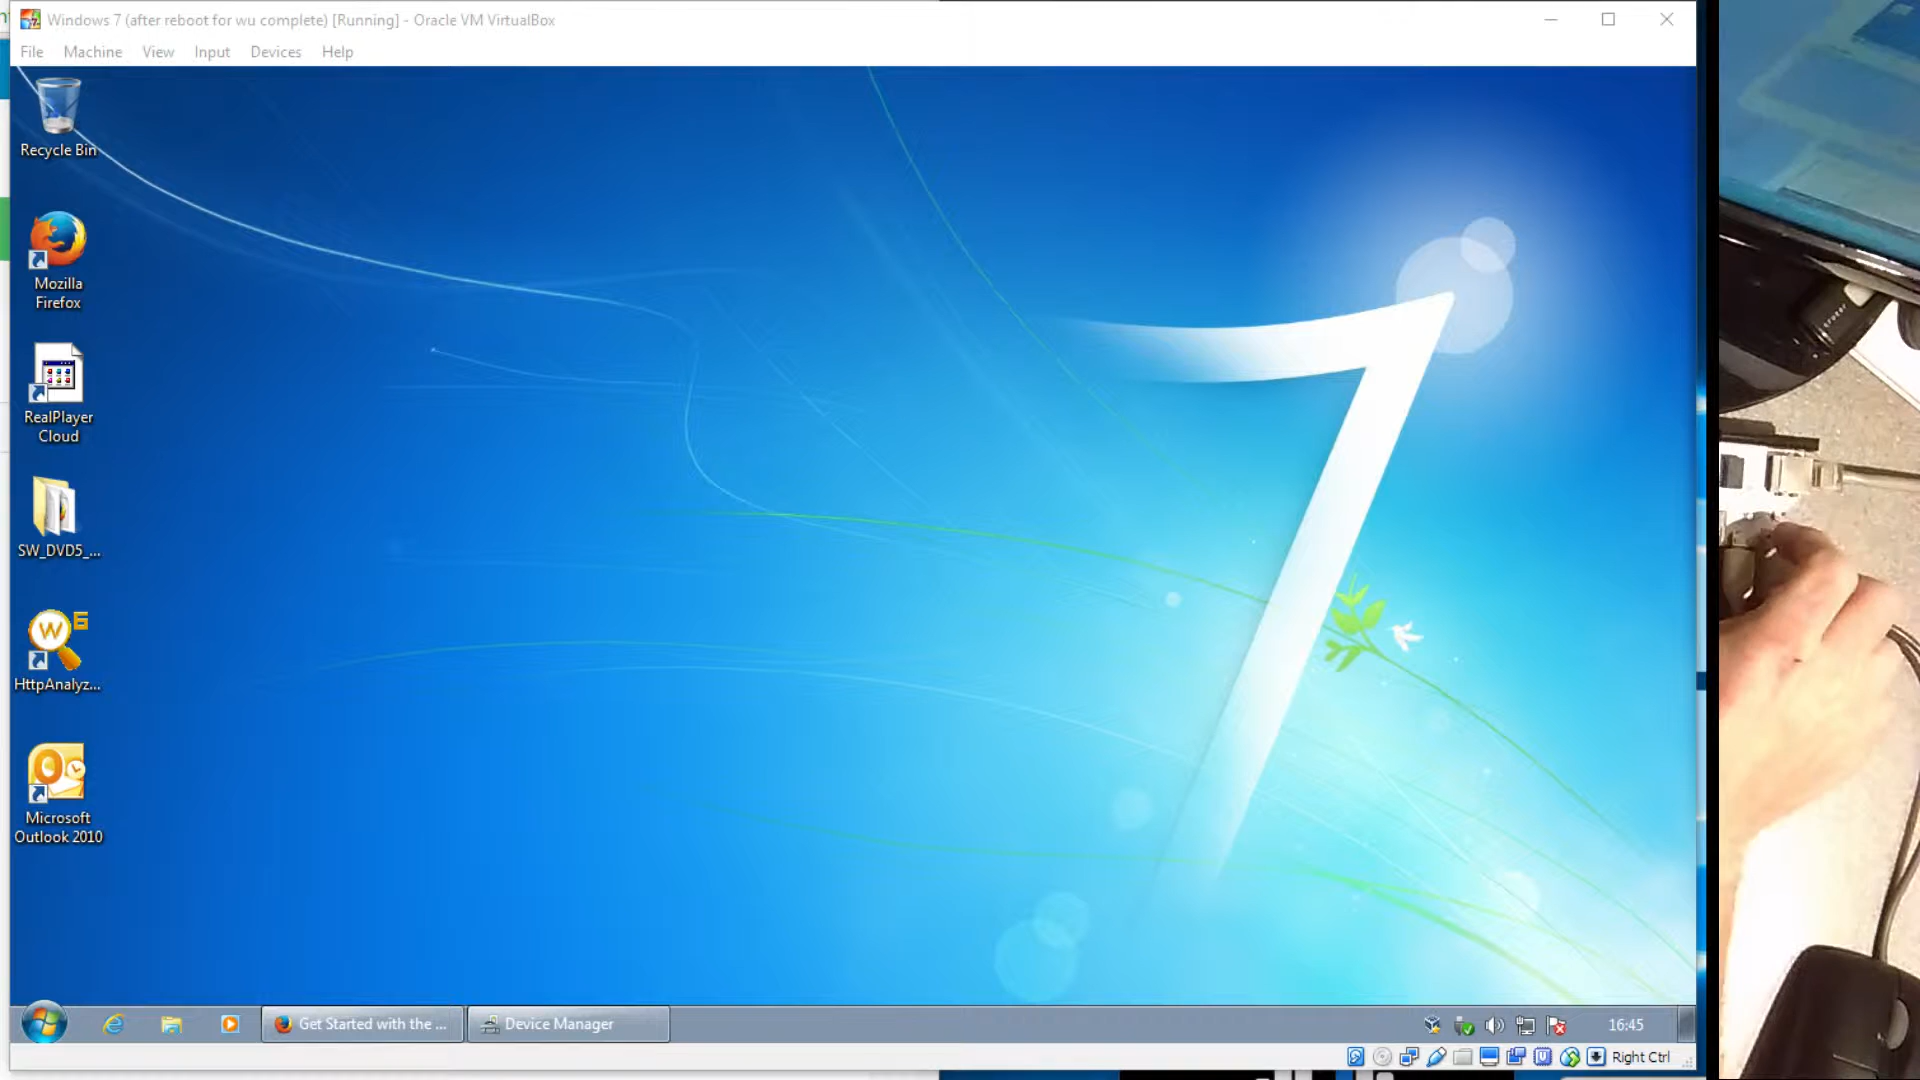 Windows 7 (after reboot for wu complete) [Running] - Oracle VM VirtualBox
File Machine View Input Devices Help
Recycle Bin
Mozilla
Firefox
RealPlayer
Cloud
SW_DVD5_...
HttpAnalyz...
Microsoft
Outlook 2010
Get Started with the ...
Device Manager
16:45
Right Ctrl